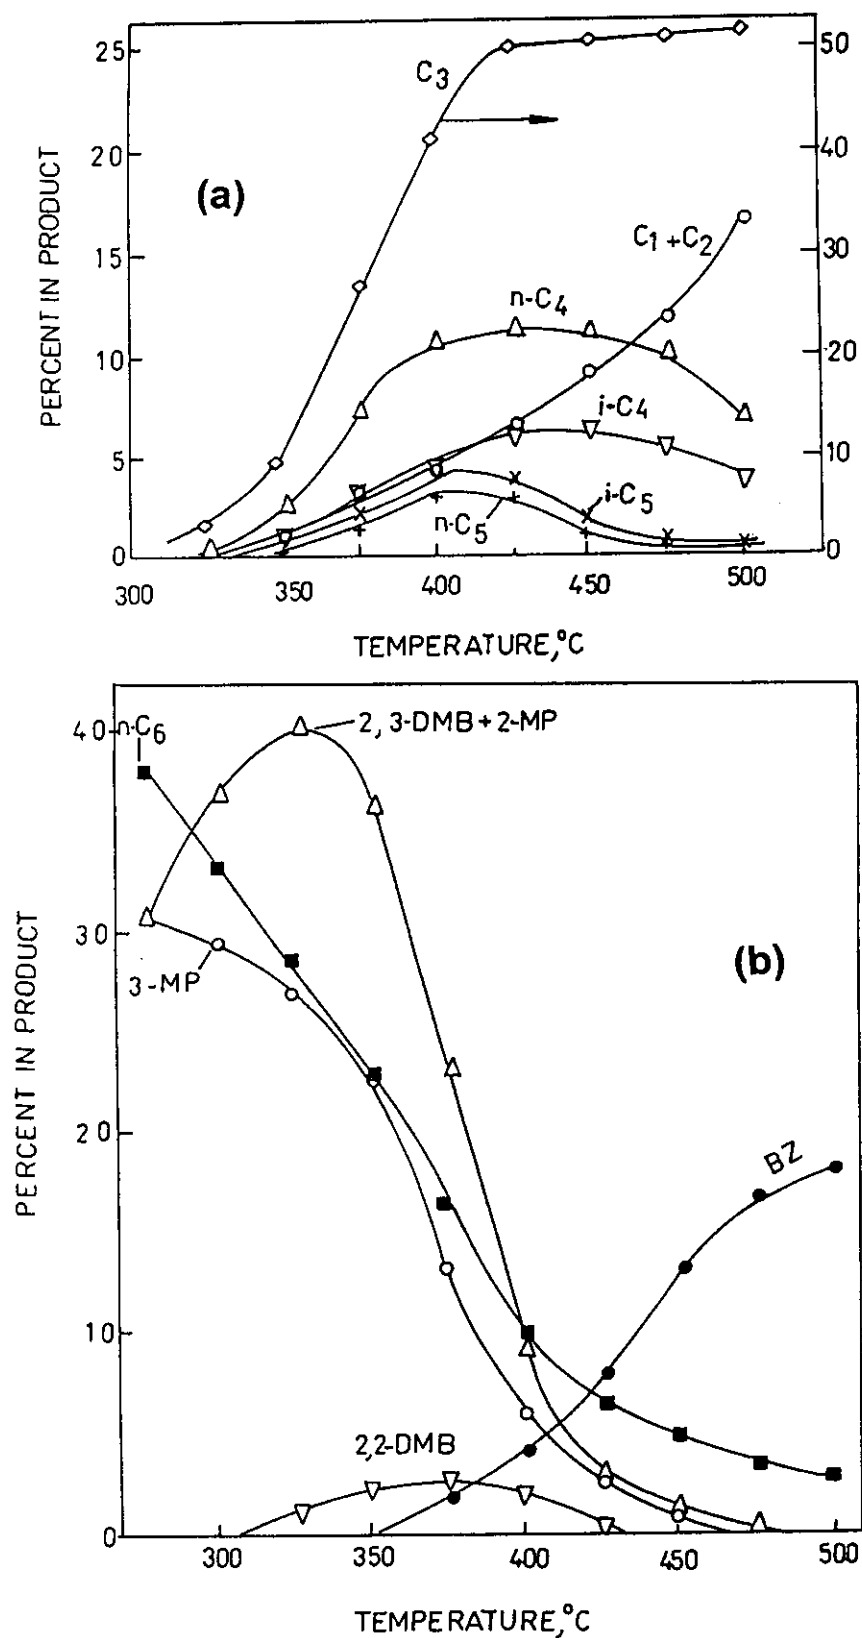 25
50
C3
20
40
(a)
PERCENT IN PRODUCT
15
C1+C2
30
n-C4
10
20
i-C4
5
10
n-C5
i-C5
0
0
300
350
400
450
500
TEMPERATURE,°C
n-C6
40
2,3-DMB+2-MP
30
3-MP
(b)
PERCENT IN PRODUCT
20
BZ
10
2,2-DMB
0
300
350
400
450
500
TEMPERATURE,°C